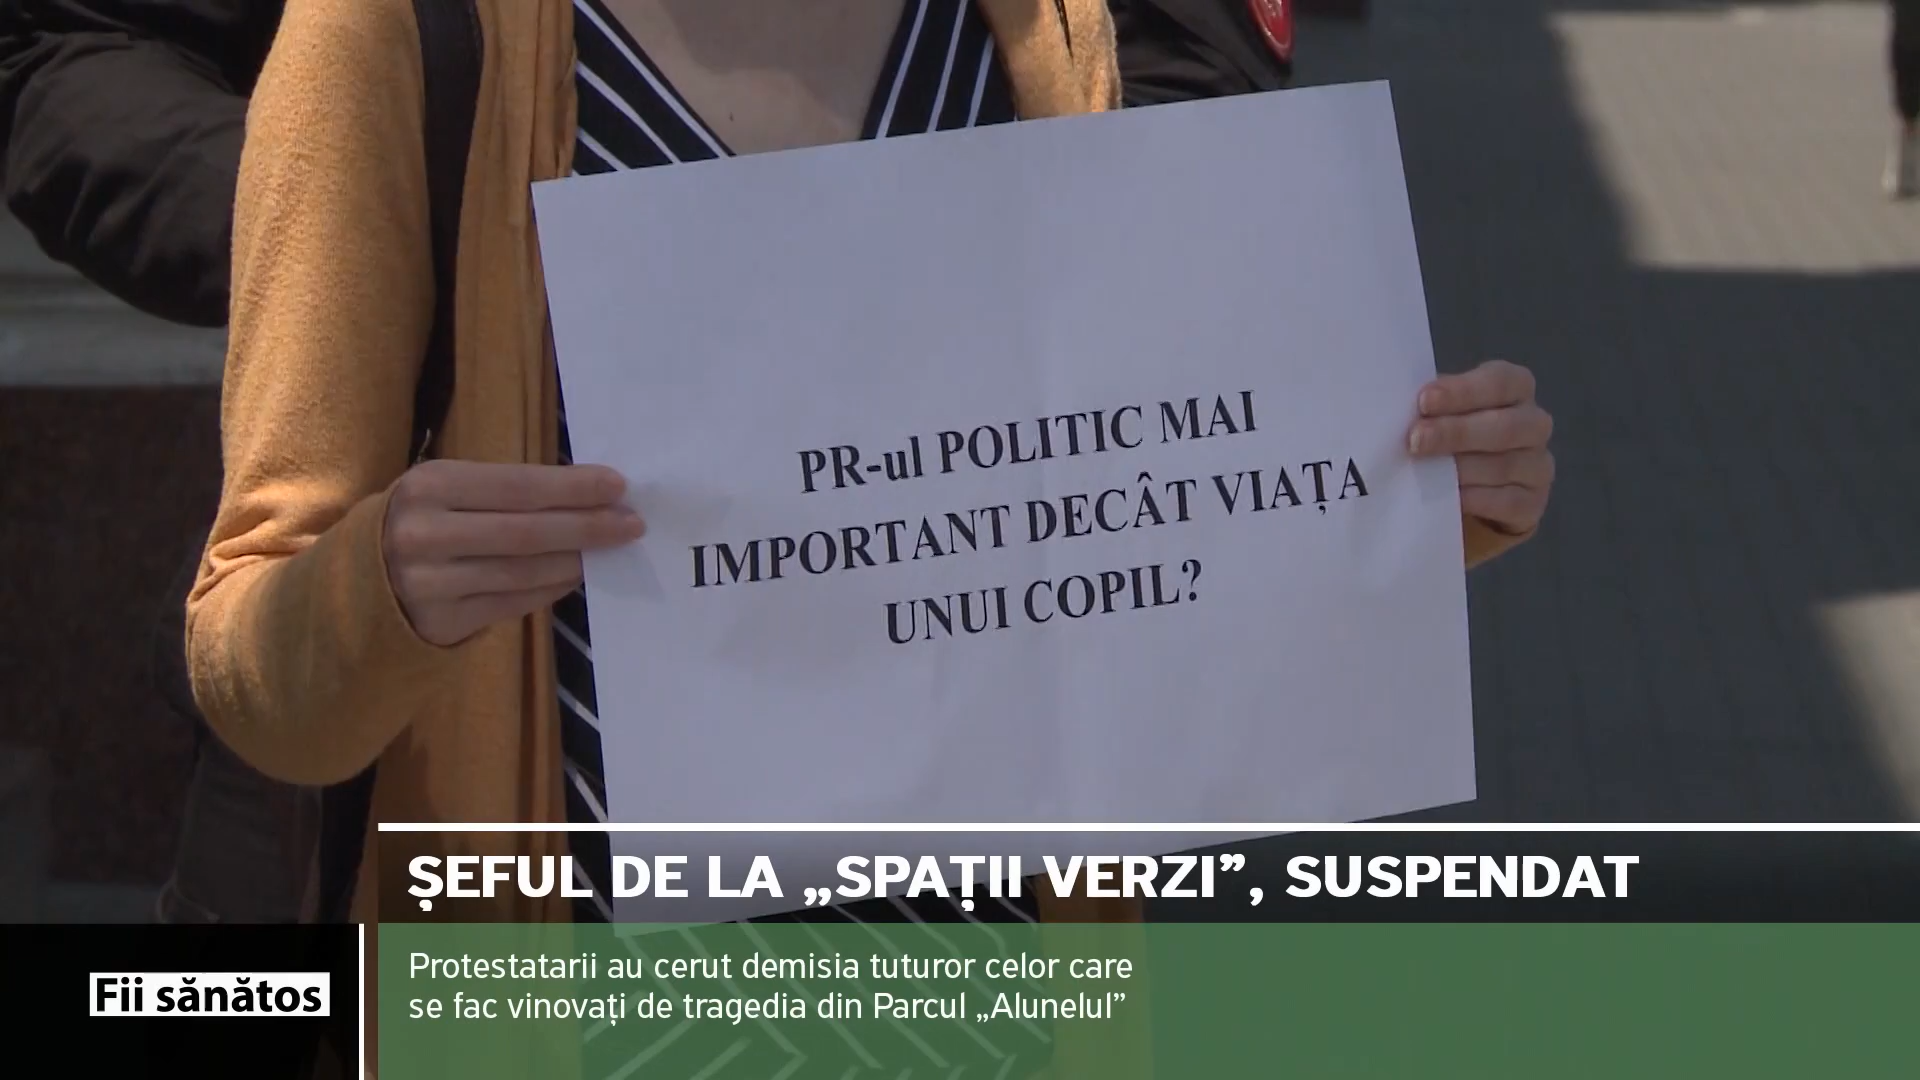 PR-ul POLITIC MAI
IMPORTANT DECÂT VIAȚA
UNUI COPIL?
ȘEFUL DE LA „SPAȚII VERZI”, SUSPENDAT
Fii sănătos
Protestatarii au cerut demisia tuturor celor care
se fac vinovați de tragedia din Parcul „Alunelul”